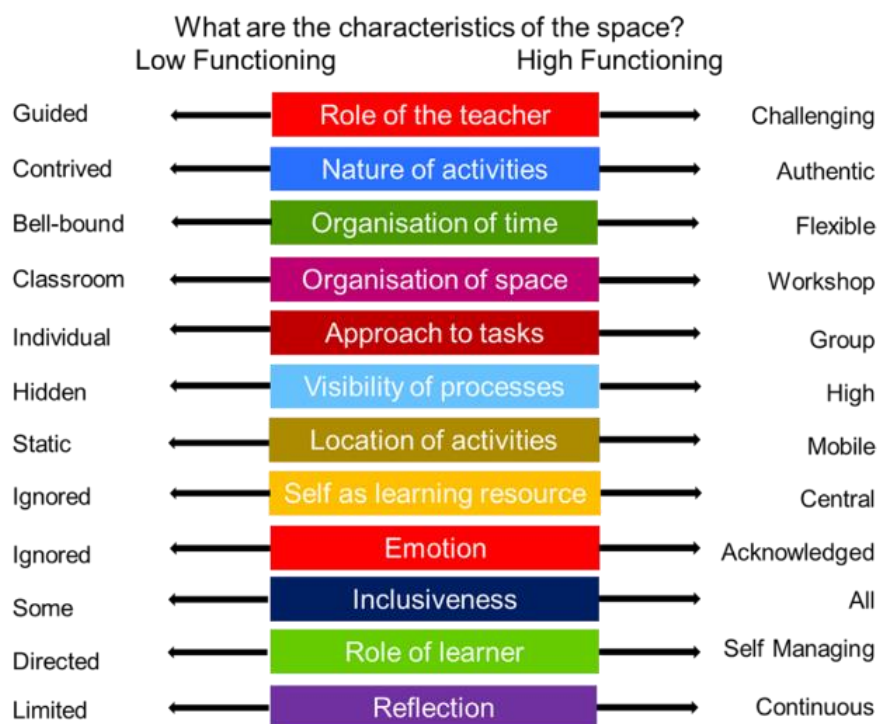 What are the characteristics of the space?
Low Functioning High Functioning
Guided Role of the teacher Challenging
Contrived Nature of activities Authentic
Bell-bound Organisation of time Flexible
Classroom Organisation of space Workshop
Individual Approach to tasks Group
Hidden Visibility of processes High
Static Location of activities Mobile
Ignored Self as learning resource Central
Ignored Emotion Acknowledged
Some Inclusiveness All
Directed Role of learner Self Managing
Limited Reflection Continuous